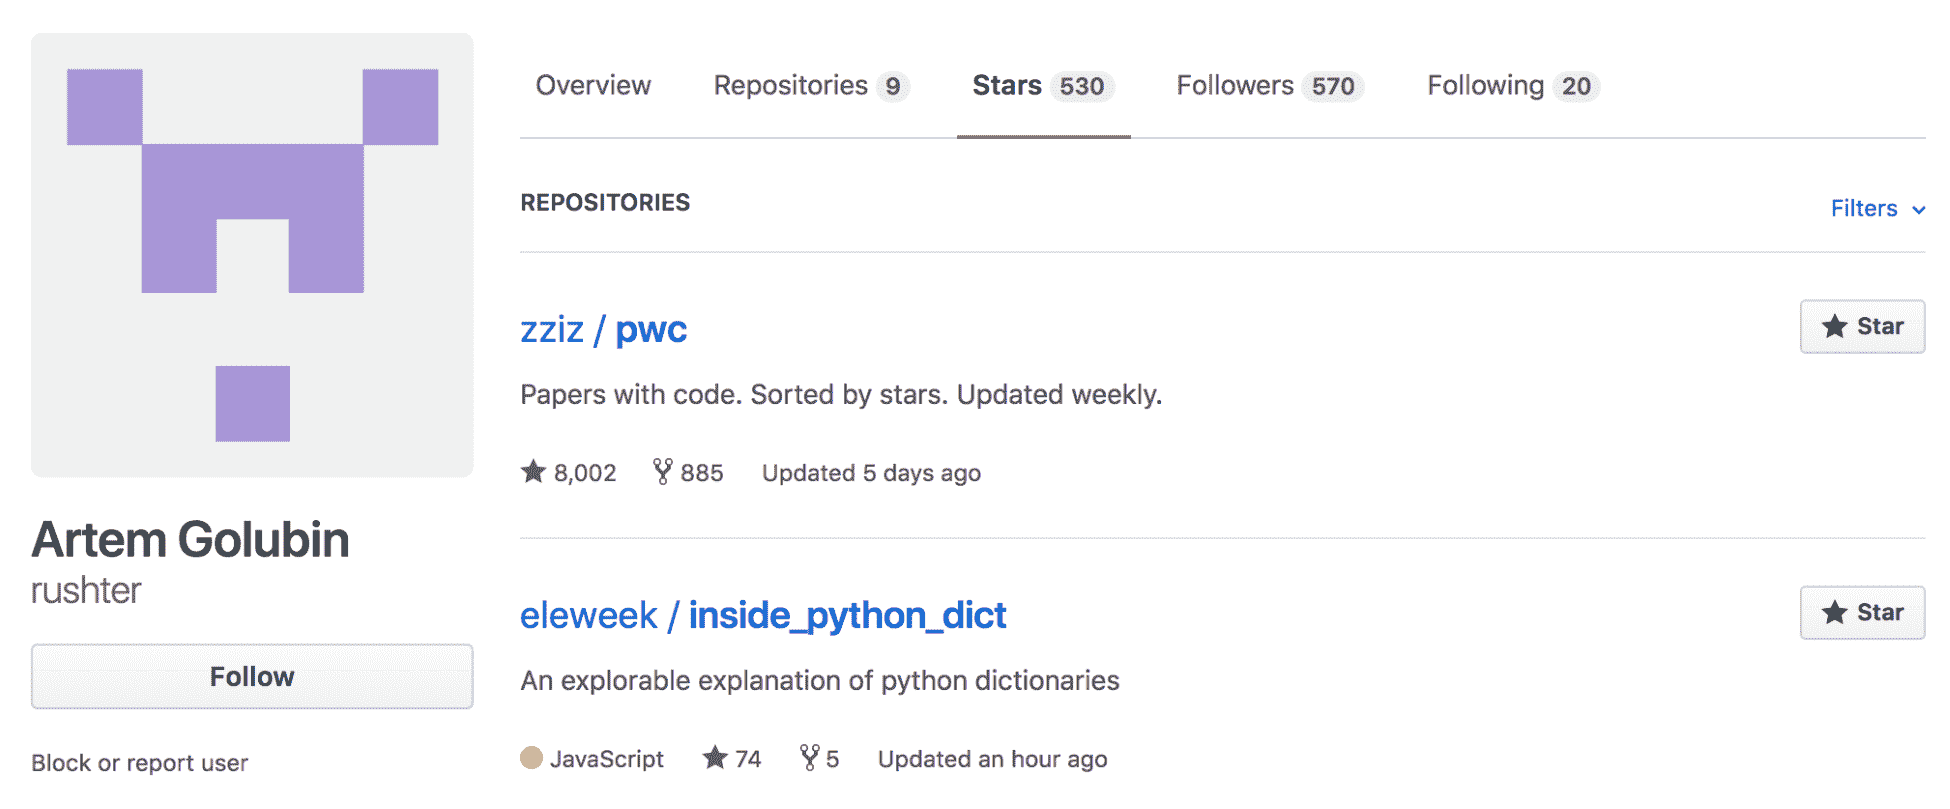 Overview Repositories 9 Stars 530 Followers 570 Following 20
REPOSITORIES
Filters
zziz / pwc
Star
Papers with code. Sorted by stars. Updated weekly.
8,002 885 Updated 5 days ago
Artem Golubin
rushter
Follow
Block or report user
eleweek / inside_python_dict
Star
An explorable explanation of python dictionaries
JavaScript 74 5 Updated an hour ago